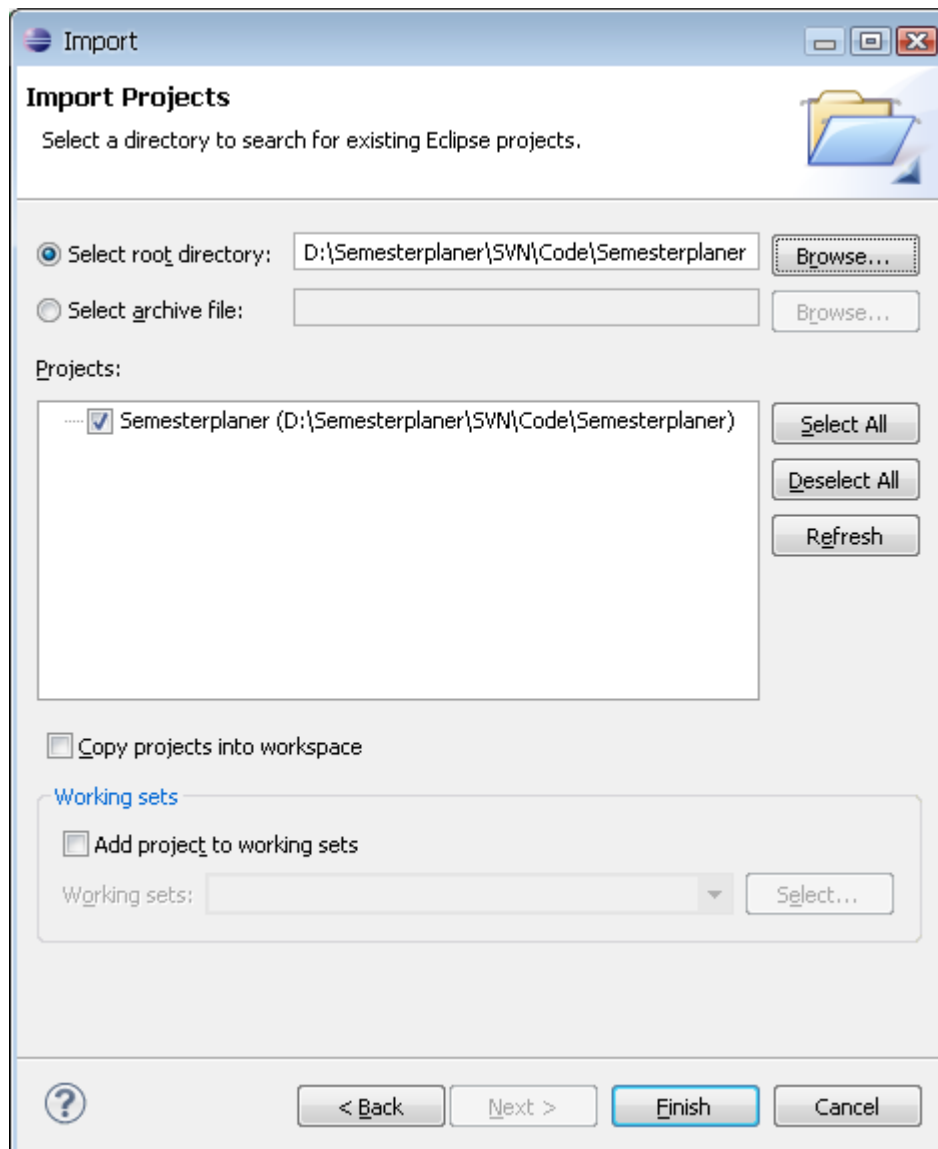 Import
Import Projects
Select a directory to search for existing Eclipse projects.
Select root directory: D:\Semesterplaner\SVN\Code\Semesterplaner Browse...
Select archive file: Browse...
Projects:
Semesterplaner (D:\Semesterplaner\SVN\Code\Semesterplaner)
Select All
Deselect All
Refresh
Copy projects into workspace
Working sets
Add project to working sets
Working sets: Select...
? < Back Next > Finish Cancel